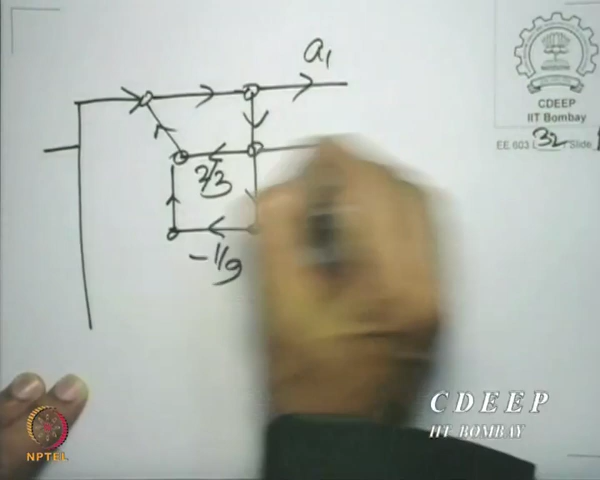 a1
2/3
-1/9
CDEEP
IIT Bombay
EE 603 L 32 / Slide
CDEEP
IIT BOMBAY
NPTEL